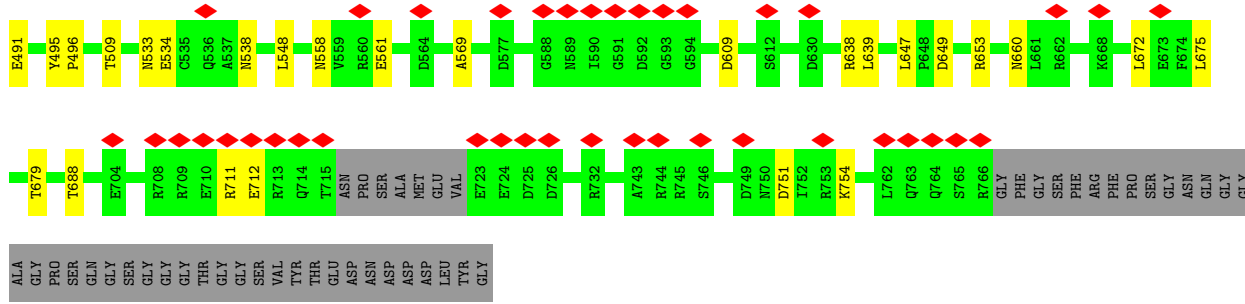 E491 Y495 P496 T509 N533 E534 C535 Q536 A537 N538 L548 N558 V559 R560 E561 D564 A569 D577 G588 N589 I590 G591 D592 G593 G594 D609 S612 D630 R638 L639 L647 P648 D649 R653 N660 L661 R662 K668 L672 E673 F674 L675
T679 T688 E704 R708 R709 E710 R711 E712 R713 Q714 T715 ASN PRO SER ALA MET GLU VAL E723 E724 D725 D726 R732 A743 R744 R745 S746 D749 N750 D751 I752 R753 K754 L762 Q763 Q764 S765 R766 GLY PHE GLY SER PHE ARG PHE PRO SER GLY ASN GLN GLY GLY
ALA GLY PRO SER GLN GLY SER GLY GLY GLY THR GLY GLY SER VAL TYR THR GLU ASP ASN ASP ASP ASP LEU TYR GLY